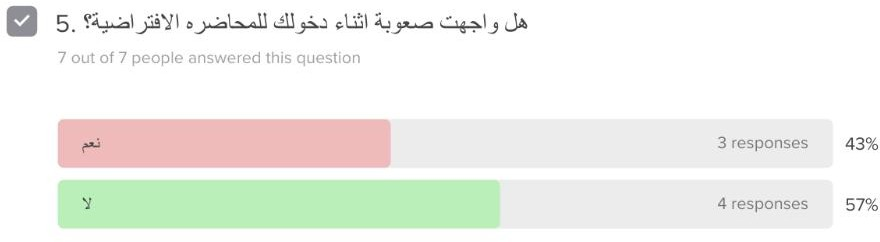 5. هل واجهت صعوبة اثناء دخولك للمحاضره الافتراضية؟
7 out of 7 people answered this question
نعم 3 responses 43%
لا 4 responses 57%